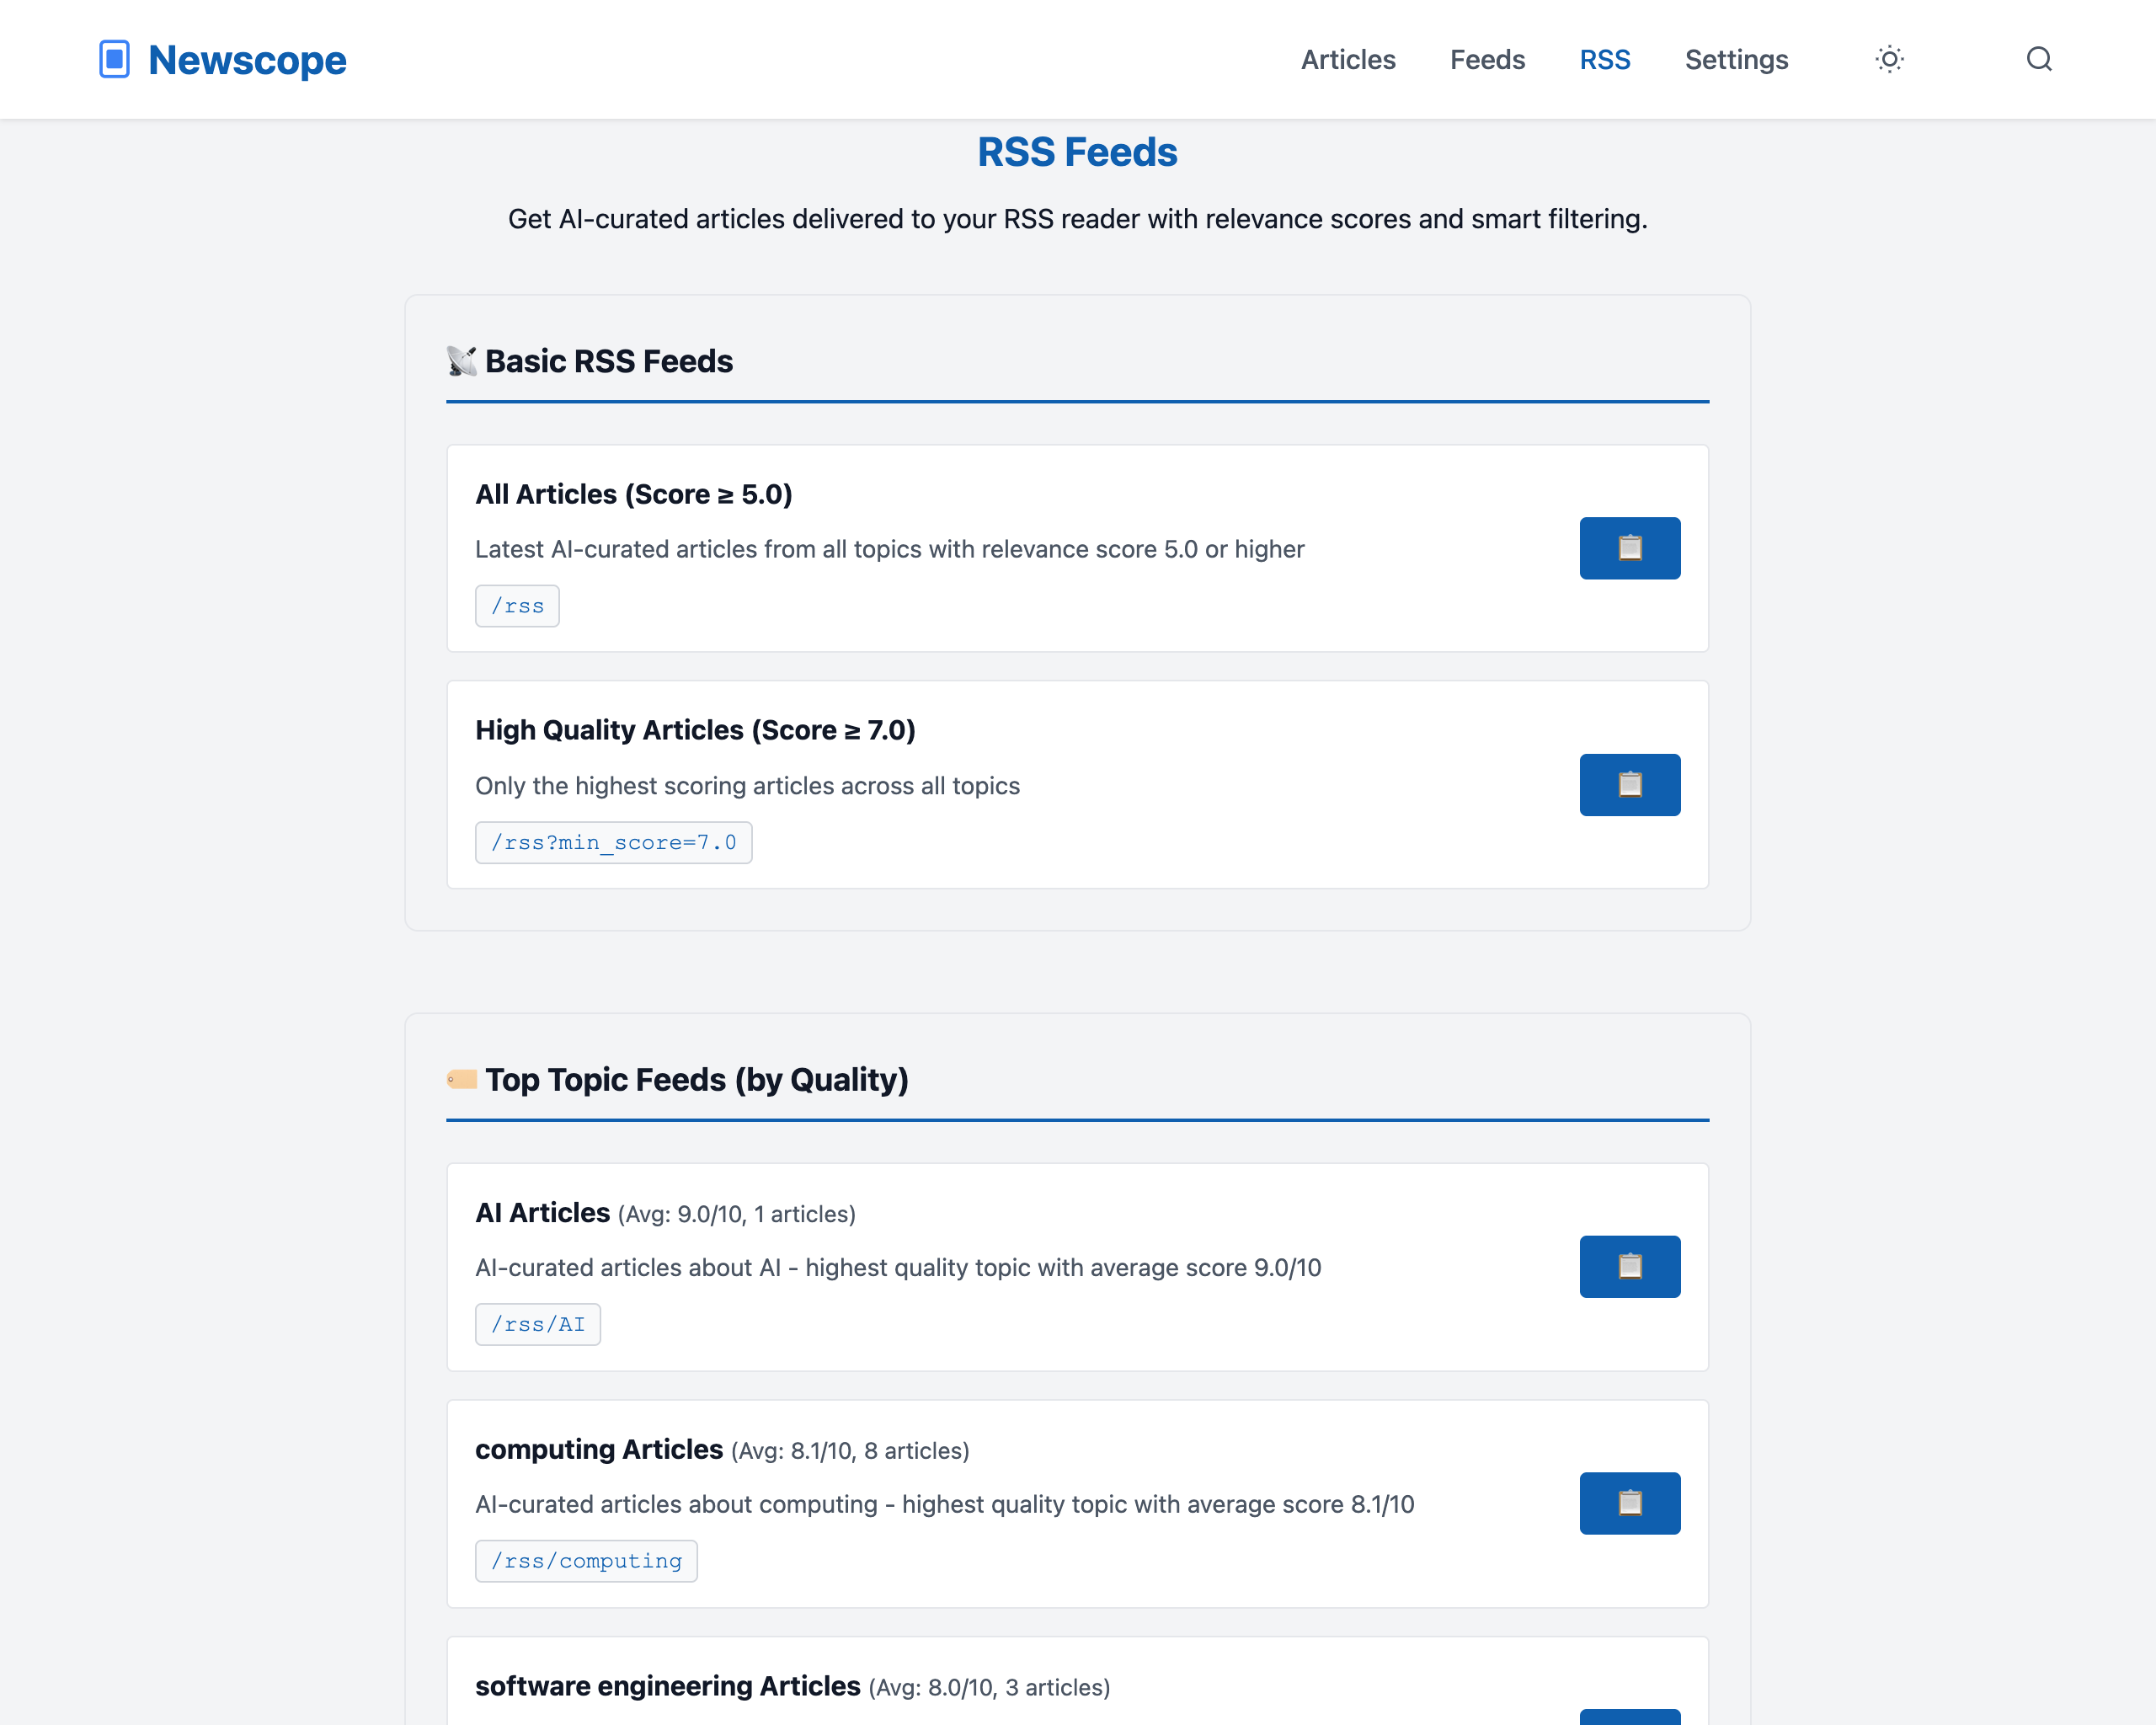 Newscope
Articles
Feeds
RSS
Settings
RSS Feeds
Get AI-curated articles delivered to your RSS reader with relevance scores and smart filtering.
Basic RSS Feeds
All Articles (Score ≥ 5.0)
Latest AI-curated articles from all topics with relevance score 5.0 or higher
/rss
High Quality Articles (Score ≥ 7.0)
Only the highest scoring articles across all topics
/rss?min_score=7.0
Top Topic Feeds (by Quality)
AI Articles (Avg: 9.0/10, 1 articles)
AI-curated articles about AI - highest quality topic with average score 9.0/10
/rss/AI
computing Articles (Avg: 8.1/10, 8 articles)
AI-curated articles about computing - highest quality topic with average score 8.1/10
/rss/computing
software engineering Articles (Avg: 8.0/10, 3 articles)